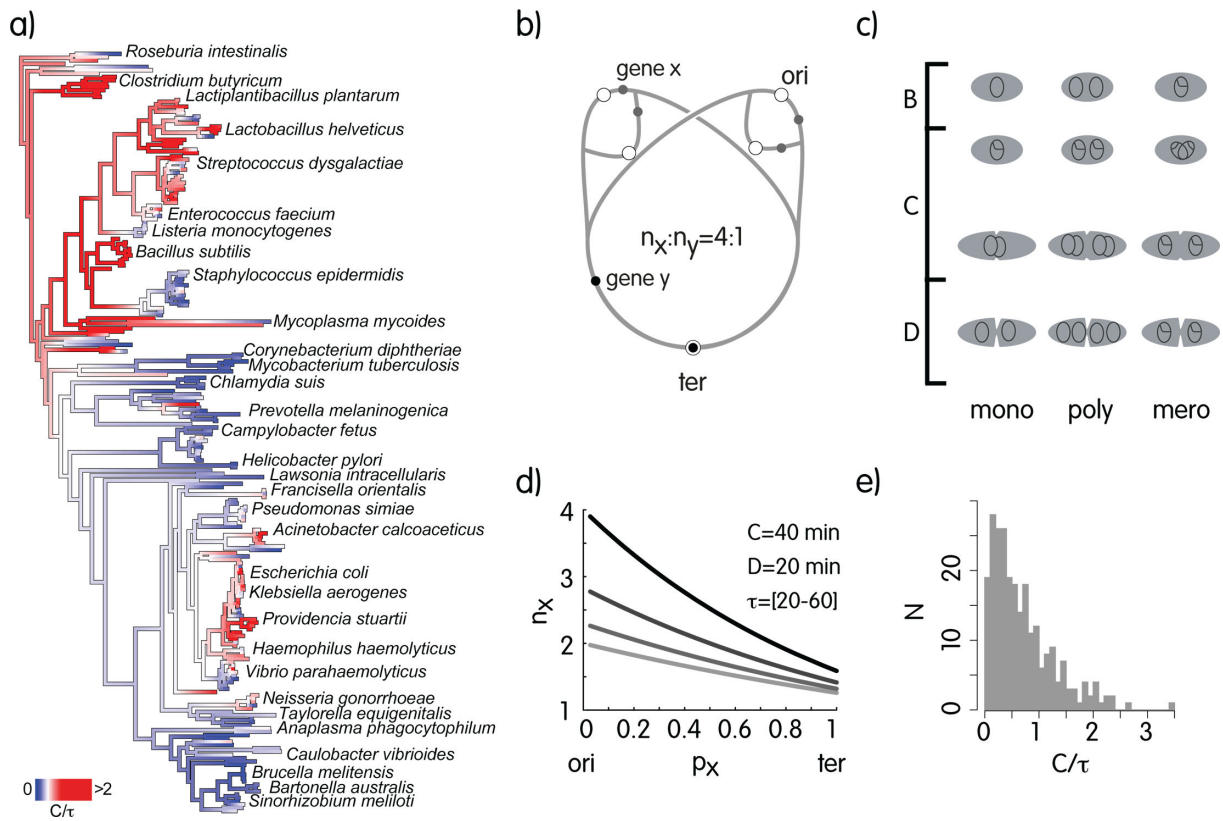 a)
Roseburia intestinalis
Clostridium butyricum
Lactiplantibacillus plantarum
Lactobacillus helveticus
Streptococcus dysgalactiae
Enterococcus faecium
Listeria monocytogenes
Bacillus subtilis
Staphylococcus epidermidis
Mycoplasma mycoides
Corynebacterium diphtheriae
Mycobacterium tuberculosis
Chlamydia suis
Prevotella melaninogenica
Campylobacter fetus
Helicobacter pylori
Lawsonia intracellularis
Francisella orientalis
Pseudomonas simiae
Acinetobacter calcoaceticus
Escherichia coli
Klebsiella aerogenes
Providencia stuartii
Haemophilus haemolyticus
Vibrio parahaemolyticus
Neisseria gonorrhoeae
Taylorella equigenitalis
Anaplasma phagocytophilum
Caulobacter vibrioides
Brucella melitensis
Bartonella australis
Sinorhizobium meliloti
0 >2
C/τ
b)
gene x
ori
nx:ny=4:1
gene y
ter
c)
B
C
D
mono poly mero
d)
4
3
2
1
nx
C=40 min
D=20 min
τ=[20-60]
0 0.2 0.4 0.6 0.8 1
ori px ter
e)
20
10
0
N
0 1 2 3
C/τ